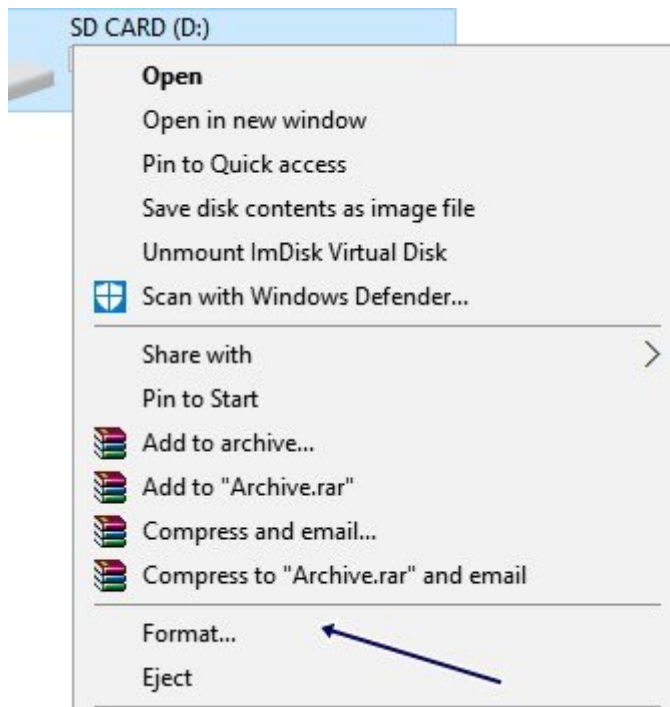 SD CARD (D:)
Open
Open in new window
Pin to Quick access
Save disk contents as image file
Unmount ImDisk Virtual Disk
Scan with Windows Defender...
Share with
Pin to Start
Add to archive...
Add to "Archive.rar"
Compress and email...
Compress to "Archive.rar" and email
Format...
Eject